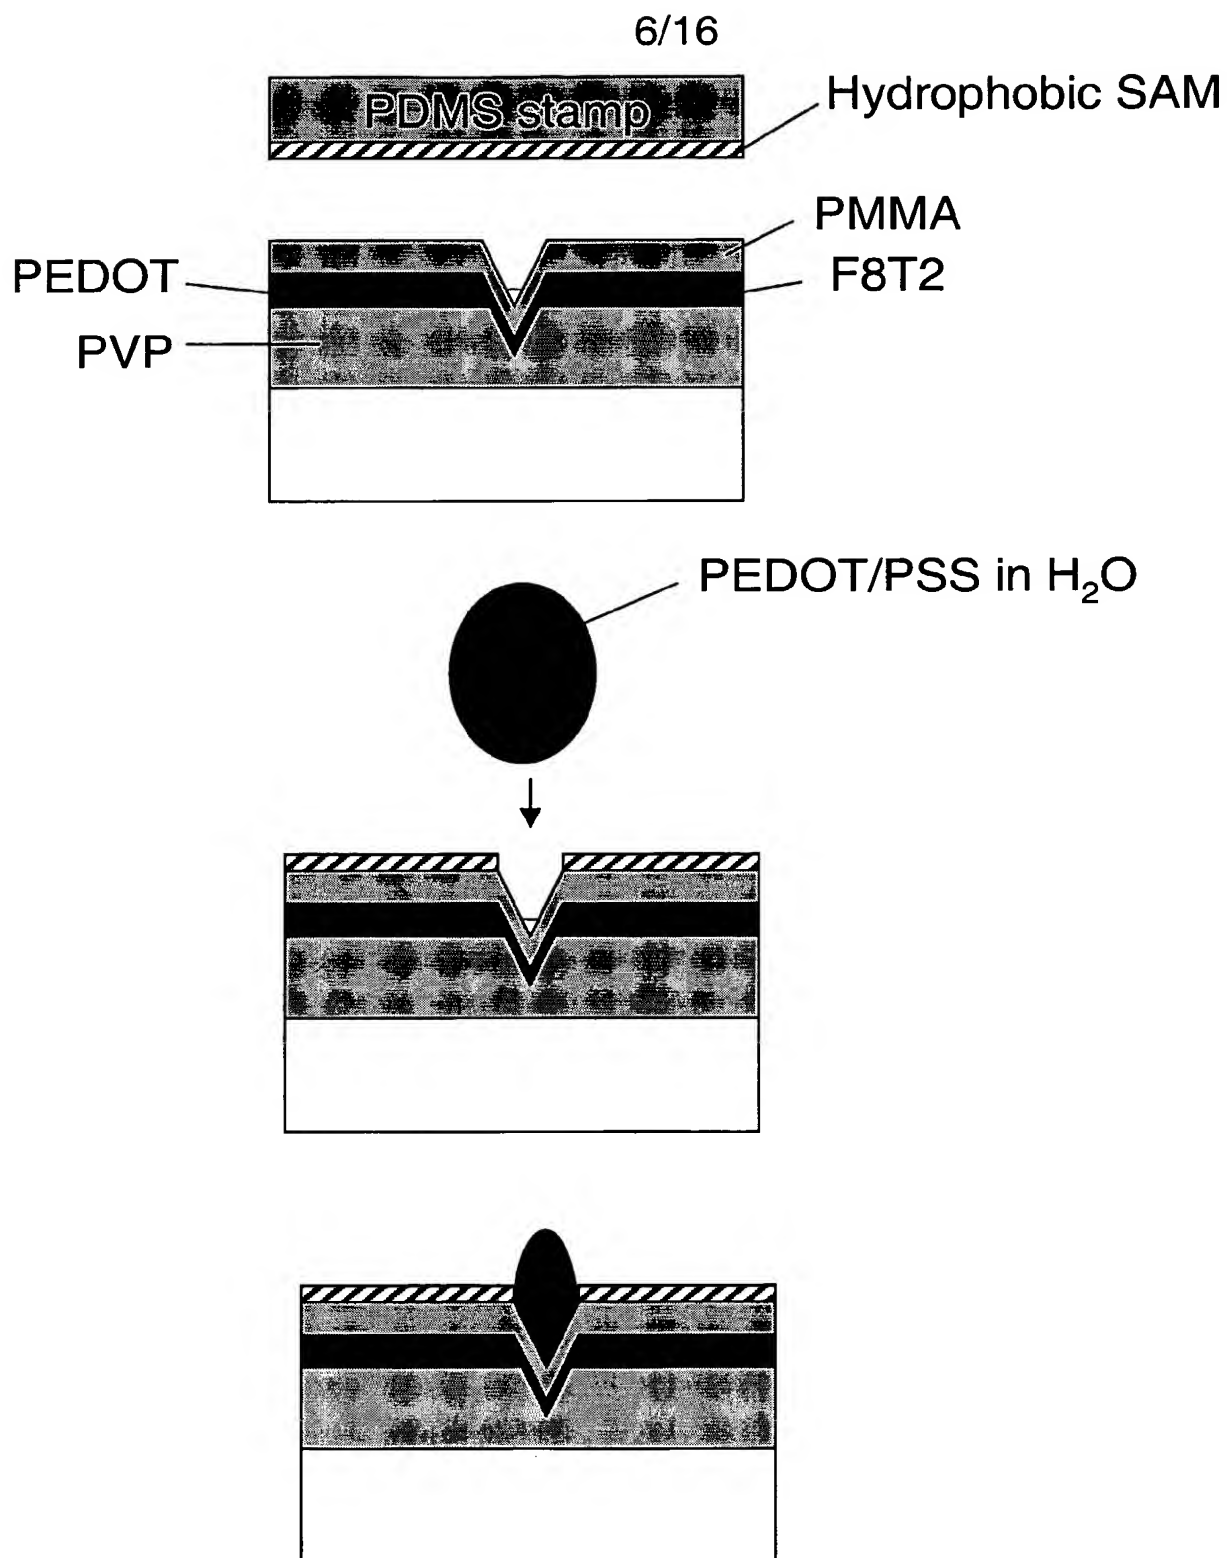 6/16
PDMS stamp
Hydrophobic SAM
PMMA
PEDOT
F8T2
PVP
PEDOT/PSS in H₂O